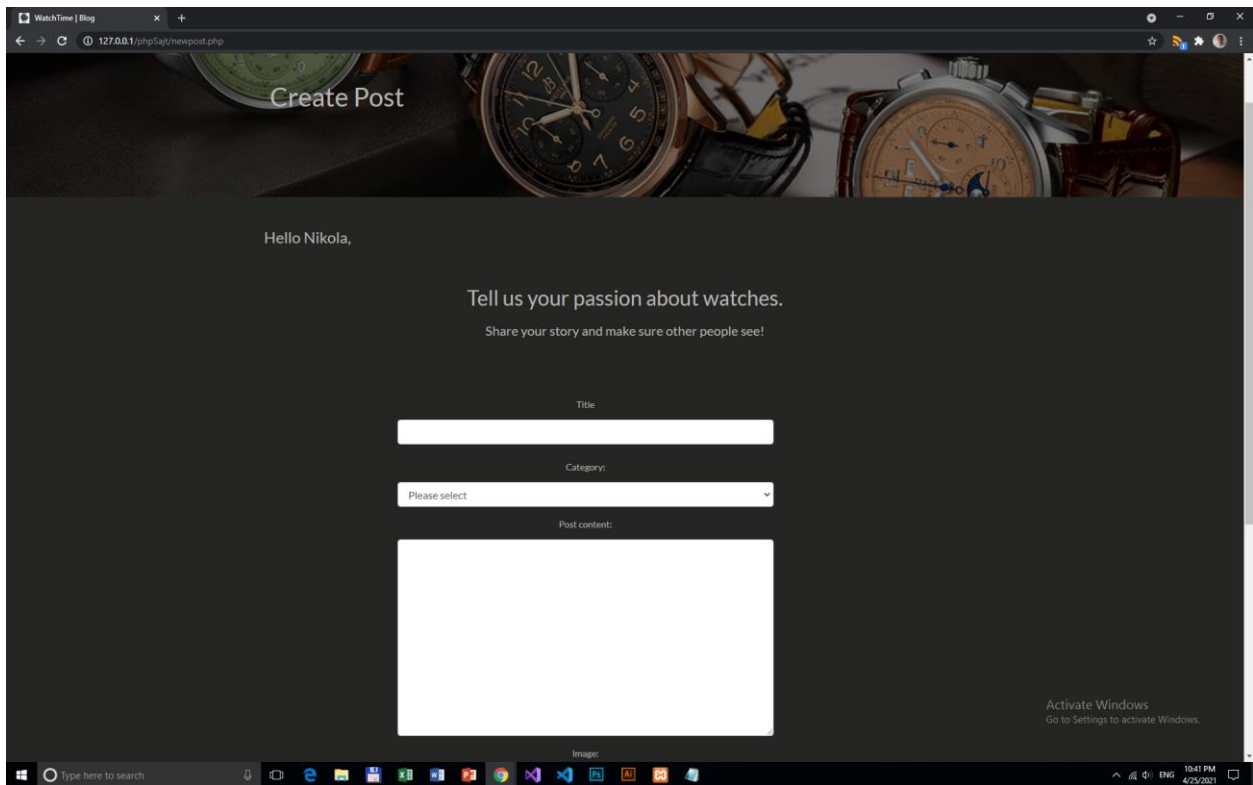 WatchTime | Blog
127.0.0.1/phpSajt/newpost.php
Create Post
Hello Nikola,
Tell us your passion about watches.
Share your story and make sure other people see!
Title
Category:
Please select
Post content:
Image:
Activate Windows
Go to Settings to activate Windows.
Type here to search
ENG
10:41 PM
4/25/2021